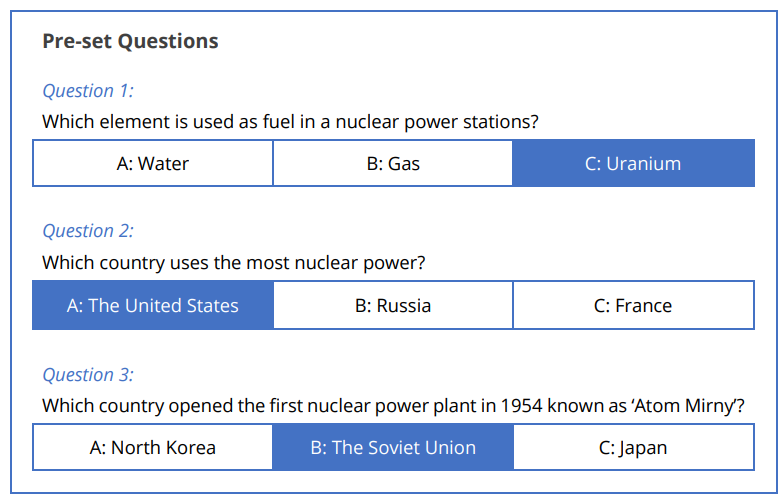 Pre-set Questions
Question 1:
Which element is used as fuel in a nuclear power stations?
A: Water B: Gas C: Uranium
Question 2:
Which country uses the most nuclear power?
A: The United States B: Russia C: France
Question 3:
Which country opened the first nuclear power plant in 1954 known as ‘Atom Mirny’?
A: North Korea B: The Soviet Union C: Japan